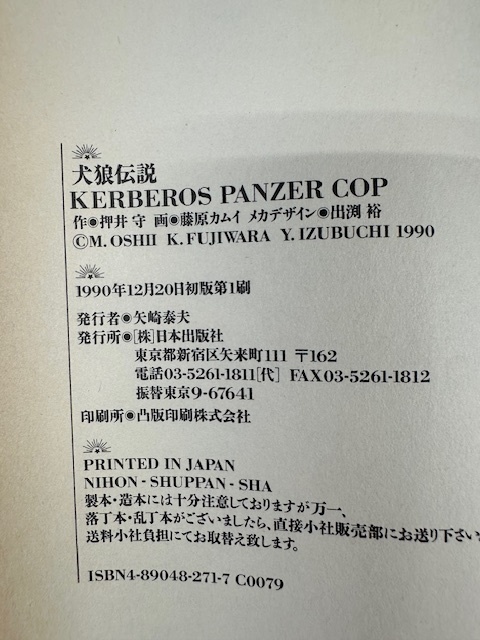 犬狼伝説
KERBEROS PANZER COP
作◉押井 守 画◉藤原カムイ メカデザイン◉出渕 裕
©M. OSHII K. FUJIWARA Y. IZUBUCHI 1990
1990年12月20日初版第1刷
発行者◉矢崎泰夫
発行所◉[株]日本出版社
東京都新宿区矢来町111 〒162
電話03-5261-1811[代] FAX03-5261-1812
振替東京9-67641
印刷所◉凸版印刷株式会社
PRINTED IN JAPAN
NIHON-SHUPPAN-SHA
製本・造本には十分注意しておりますが万一、
落丁本・乱丁本がございましたら、直接小社販売部にお送り下さい
送料小社負担にてお取替え致します。
ISBN4-89048-271-7 C0079